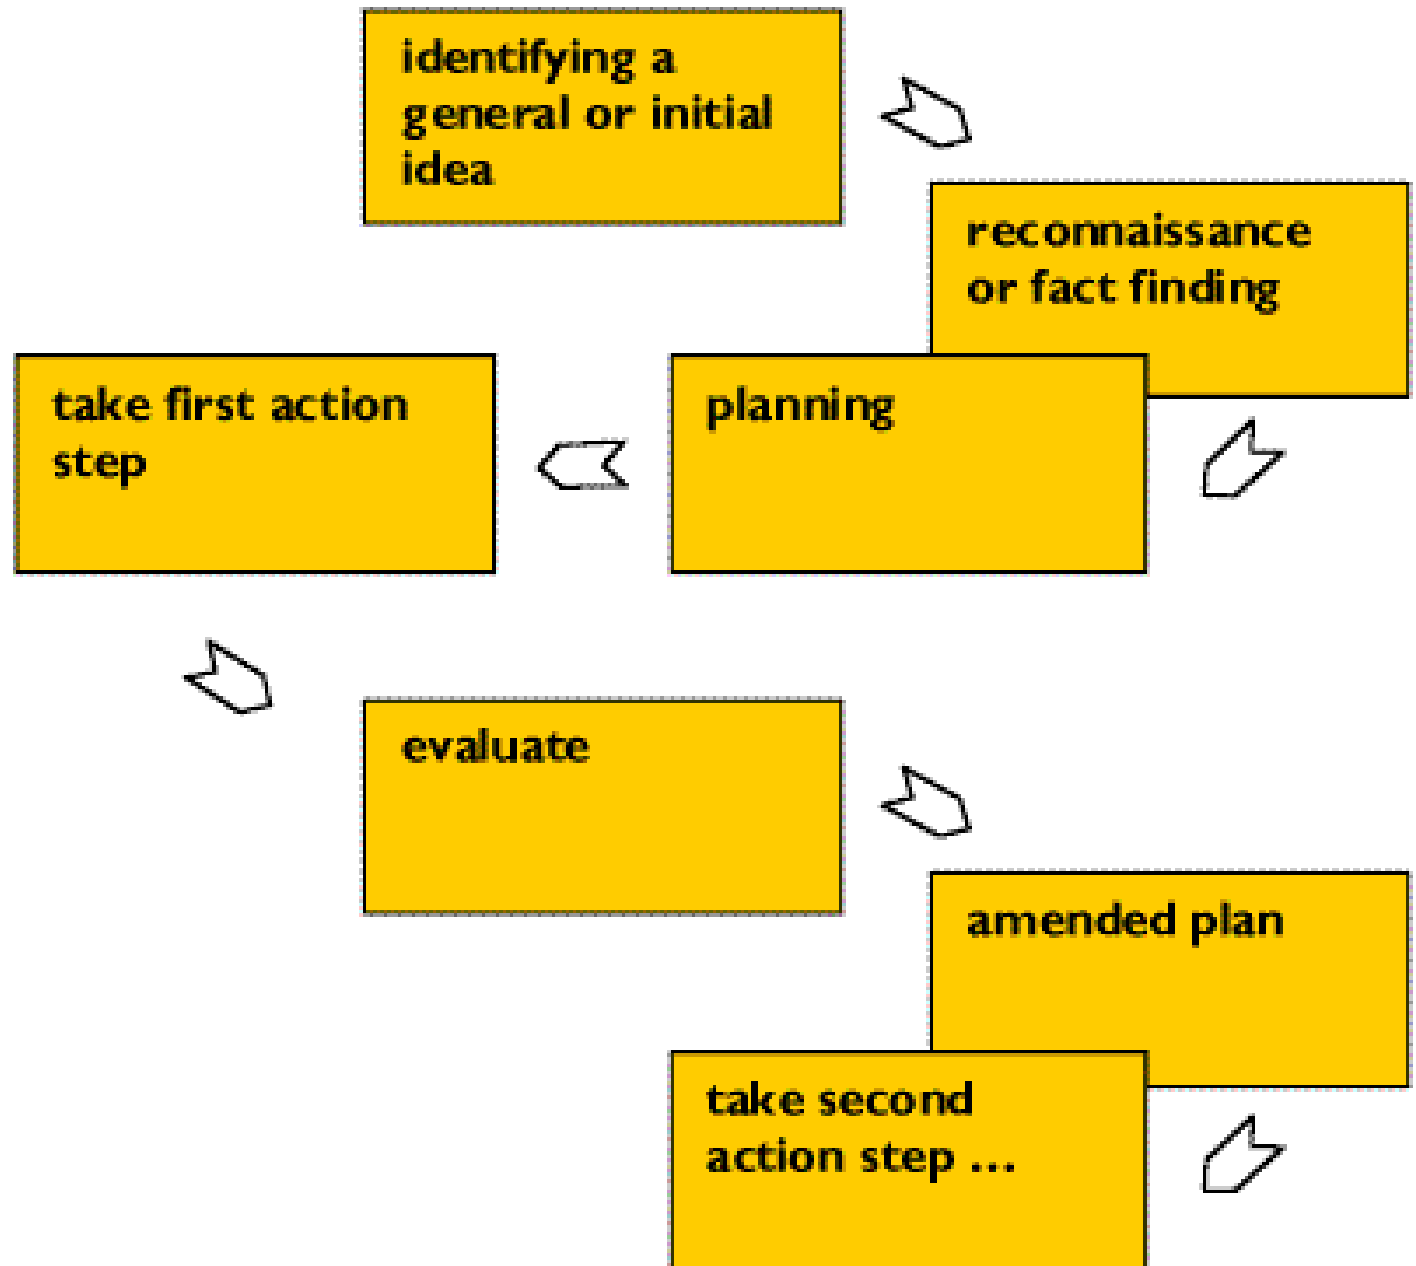 identifying a
general or initial
idea
reconnaissance
or fact finding
planning
take first action
step
evaluate
amended plan
take second
action step ...